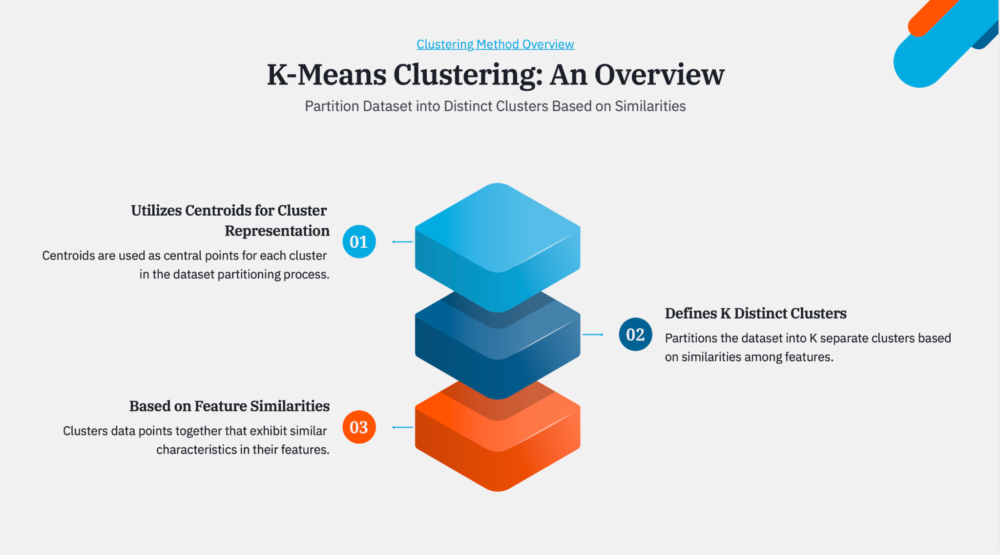 Clustering Method Overview
K-Means Clustering: An Overview
Partition Dataset into Distinct Clusters Based on Similarities
Utilizes Centroids for Cluster
Representation
Centroids are used as central points for each cluster
in the dataset partitioning process.
01
Defines K Distinct Clusters
Partitions the dataset into K separate clusters based
on similarities among features.
02
Based on Feature Similarities
Clusters data points together that exhibit similar
characteristics in their features.
03